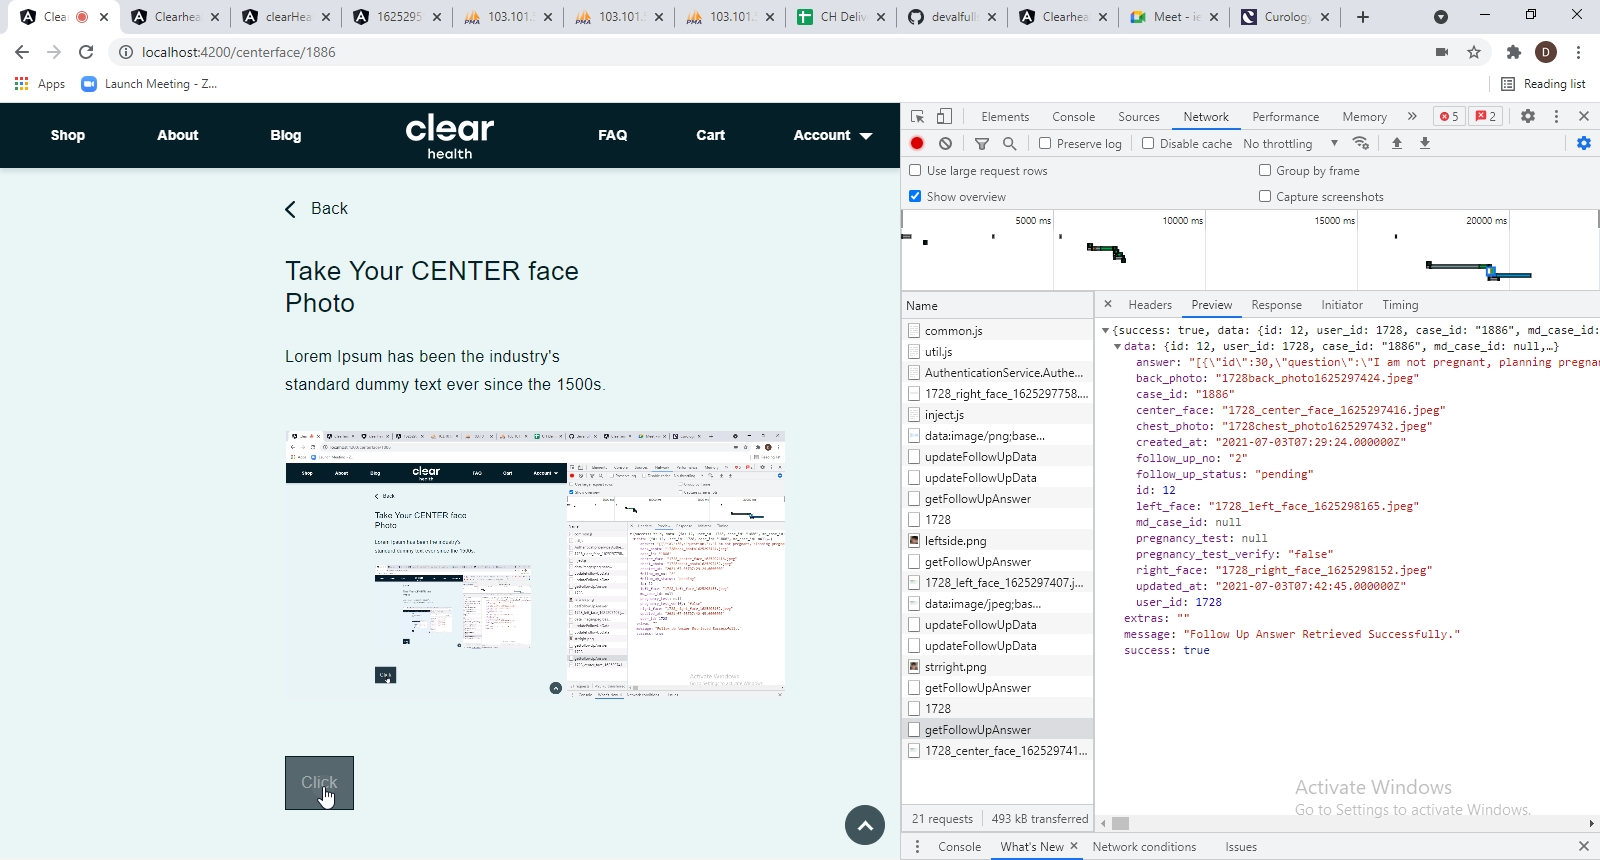 Clea
Clearhea
clearHea
1625295
103.101.
103.101.
103.101.
CH Deliv
devalfull
Clearhea
Meet - ie
Curology
localhost:4200/centerface/1886
D
Apps
Launch Meeting - Z...
Reading list
Shop
About
Blog
clear
health
FAQ
Cart
Account
Back
Take Your CENTER face
Photo
Lorem Ipsum has been the industry's
standard dummy text ever since the 1500s.
Click
Elements
Console
Sources
Network
Performance
Memory
5
2
Preserve log
Disable cache
No throttling
Use large request rows
Group by frame
Show overview
Capture screenshots
5000 ms
10000 ms
15000 ms
20000 ms
Name
common.js
util.js
AuthenticationService.Authe...
1728_right_face_1625297758....
inject.js
data:image/png;base...
updateFollowUpData
updateFollowUpData
getFollowUpAnswer
1728
leftside.png
getFollowUpAnswer
1728_left_face_1625297407.j...
data:image/jpeg;bas...
updateFollowUpData
updateFollowUpData
strright.png
getFollowUpAnswer
1728
getFollowUpAnswer
1728_center_face_162529741...
21 requests
493 kB transferred
Headers
Preview
Response
Initiator
Timing
{success: true, data: {id: 12, user_id: 1728, case_id: "1886", md_case_id:
data: {id: 12, user_id: 1728, case_id: "1886", md_case_id: null,…}
answer: "[{\"id\":30,\"question\":\"I am not pregnant, planning pregna
back_photo: "1728back_photo1625297424.jpeg"
case_id: "1886"
center_face: "1728_center_face_1625297416.jpeg"
chest_photo: "1728chest_photo1625297432.jpeg"
created_at: "2021-07-03T07:29:24.000000Z"
follow_up_no: "2"
follow_up_status: "pending"
id: 12
left_face: "1728_left_face_1625298165.jpeg"
md_case_id: null
pregnancy_test: null
pregnancy_test_verify: "false"
right_face: "1728_right_face_1625298152.jpeg"
updated_at: "2021-07-03T07:42:45.000000Z"
user_id: 1728
extras: ""
message: "Follow Up Answer Retrieved Successfully."
success: true
Activate Windows
Go to Settings to activate Windows.
Console
What's New
Network conditions
Issues